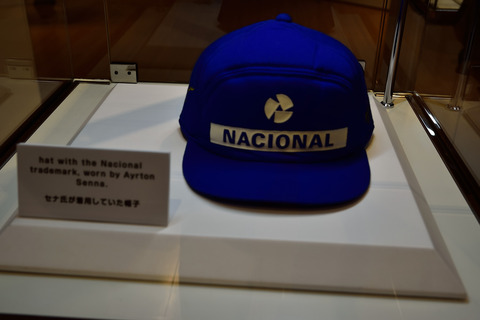 NACIONAL
hat with the Nacional
trademark, worn by Ayrton
Senna.
セナ氏が着用していた帽子